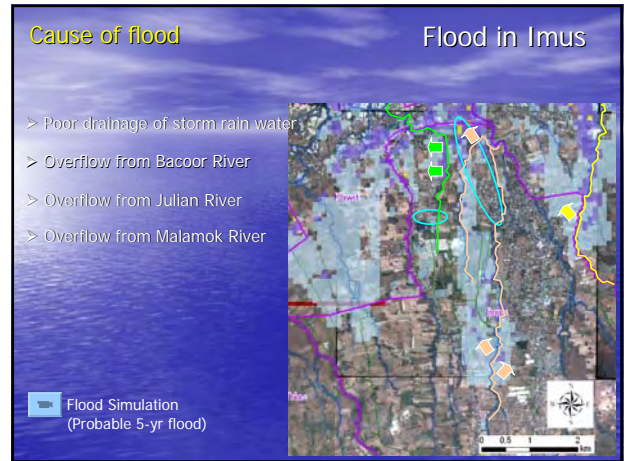 Cause of flood
Flood in Imus
➢ Poor drainage of storm rain water
➢ Overflow from Bacoor River
➢ Overflow from Julian River
➢ Overflow from Malamok River
Imus
Flood Simulation
(Probable 5-yr flood)
0 0.5 1 2
km